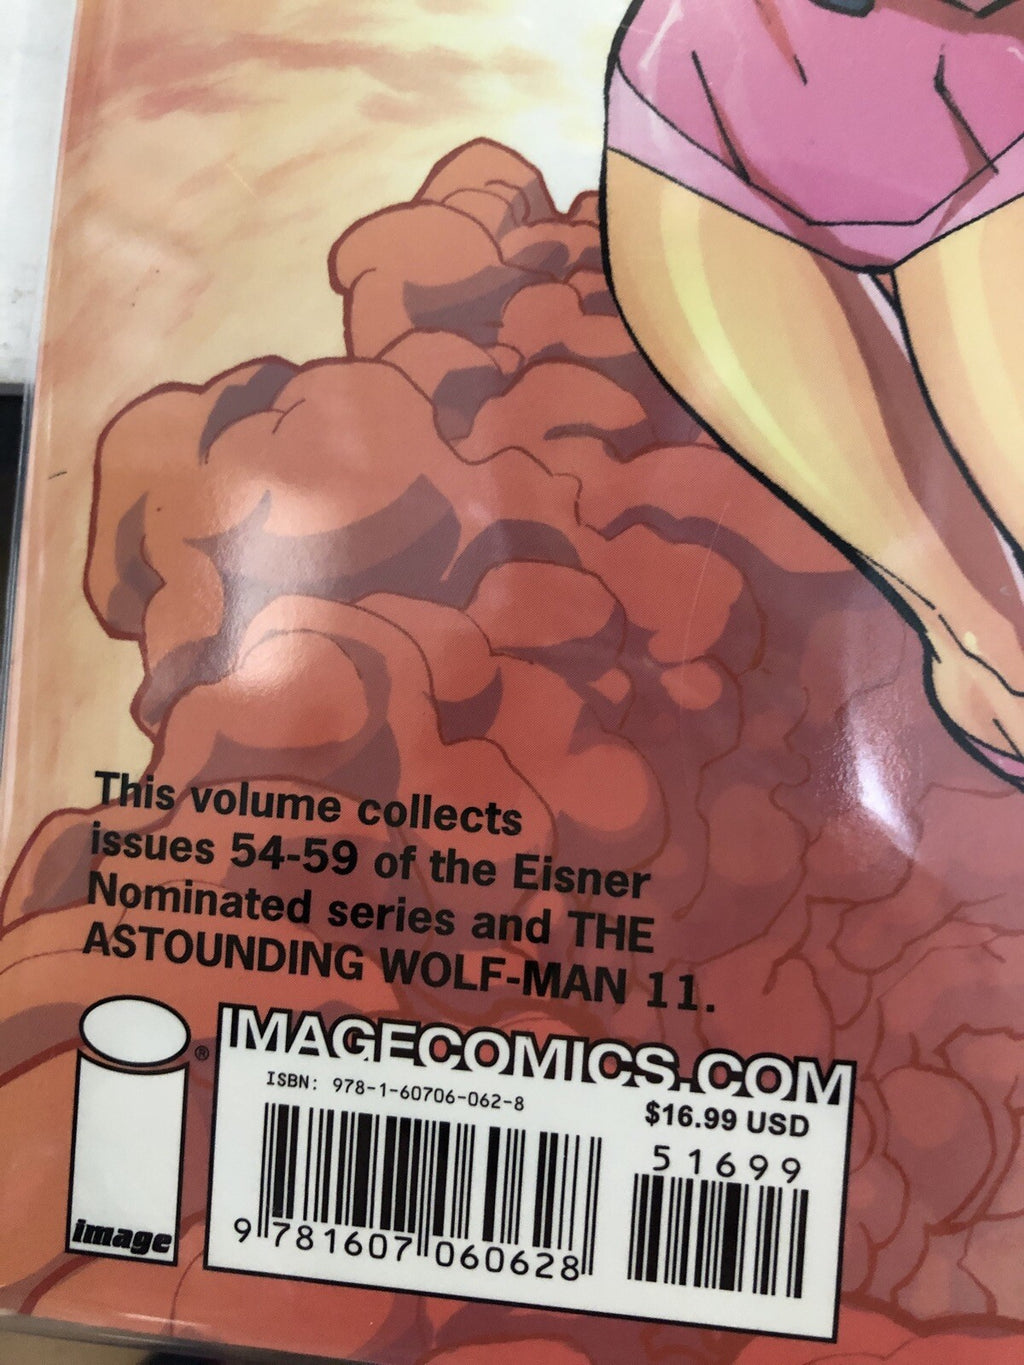 This volume collects
issues 54-59 of the Eisner
Nominated series and THE
ASTOUNDING WOLF-MAN 11.
®
IMAGECOMICS.COM
ISBN: 978-1-60706-062-8
$16.99 USD
51699
9 781607 060628
image